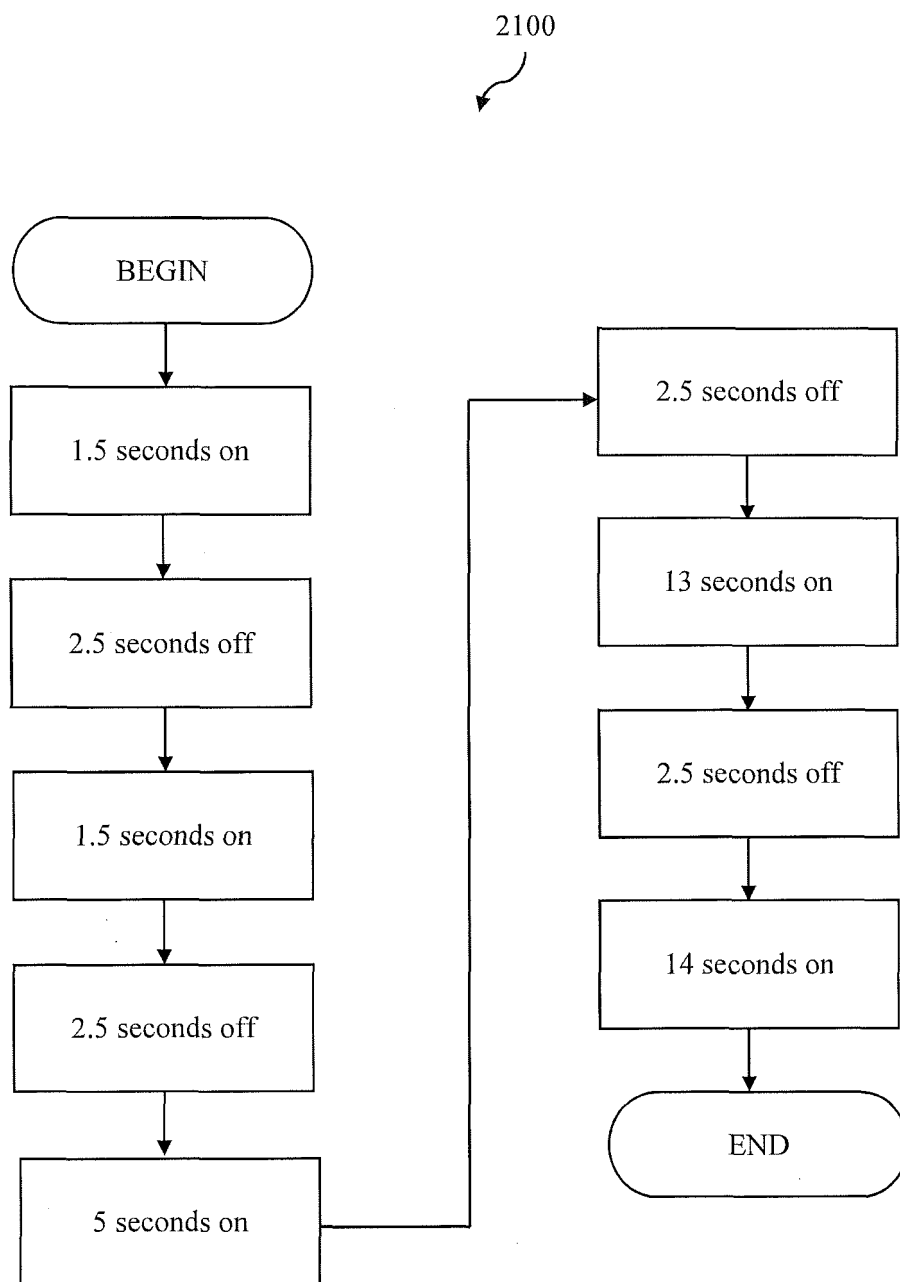 2100
BEGIN
1.5 seconds on
2.5 seconds off
1.5 seconds on
2.5 seconds off
5 seconds on
2.5 seconds off
13 seconds on
2.5 seconds off
14 seconds on
END